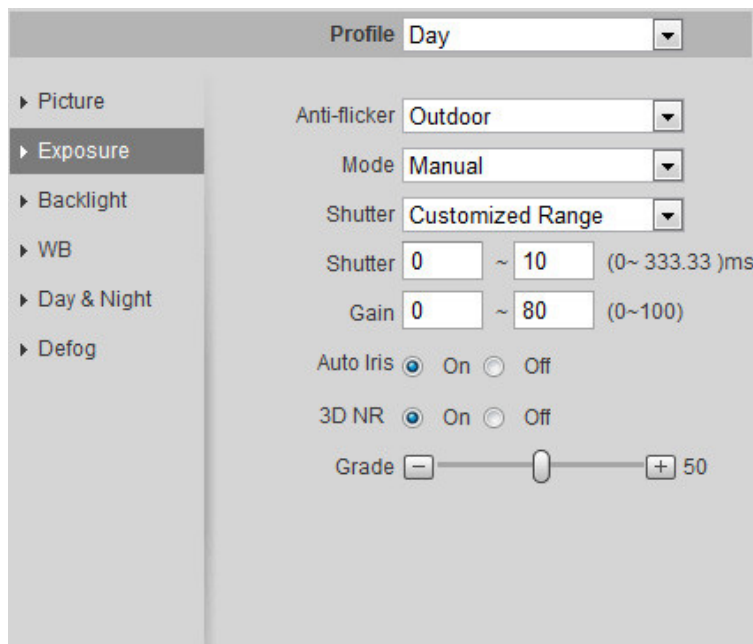 Profile Day
Picture
Exposure
Backlight
WB
Day & Night
Defog
Anti-flicker Outdoor
Mode Manual
Shutter Customized Range
Shutter 0 ~ 10 (0~ 333.33 )ms
Gain 0 ~ 80 (0~100)
Auto Iris On Off
3D NR On Off
Grade 50